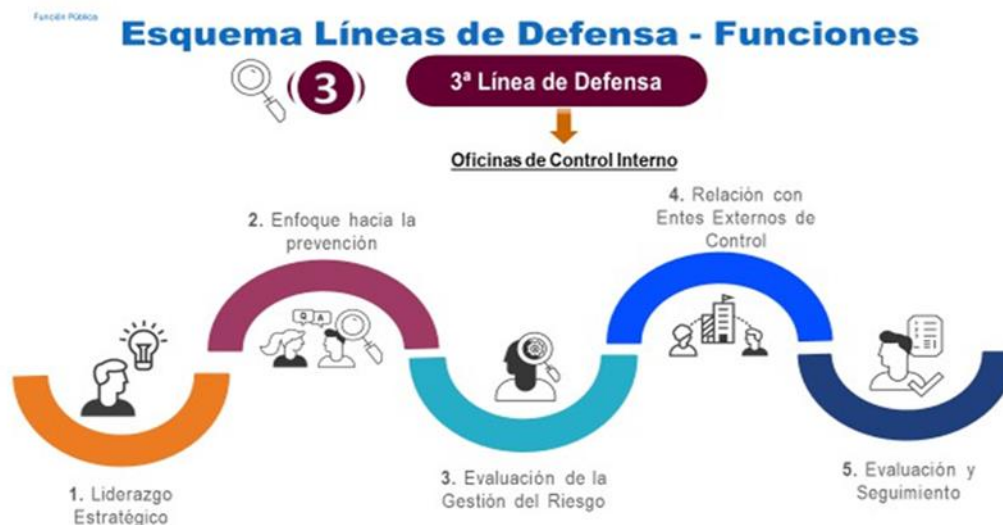 Función Pública
Esquema Líneas de Defensa - Funciones
3
3ª Línea de Defensa
Oficinas de Control Interno
1. Liderazgo
Estratégico
2. Enfoque hacia la
prevención
Q A
3. Evaluación de la
Gestión del Riesgo
4. Relación con
Entes Externos de
Control
5. Evaluación y
Seguimiento